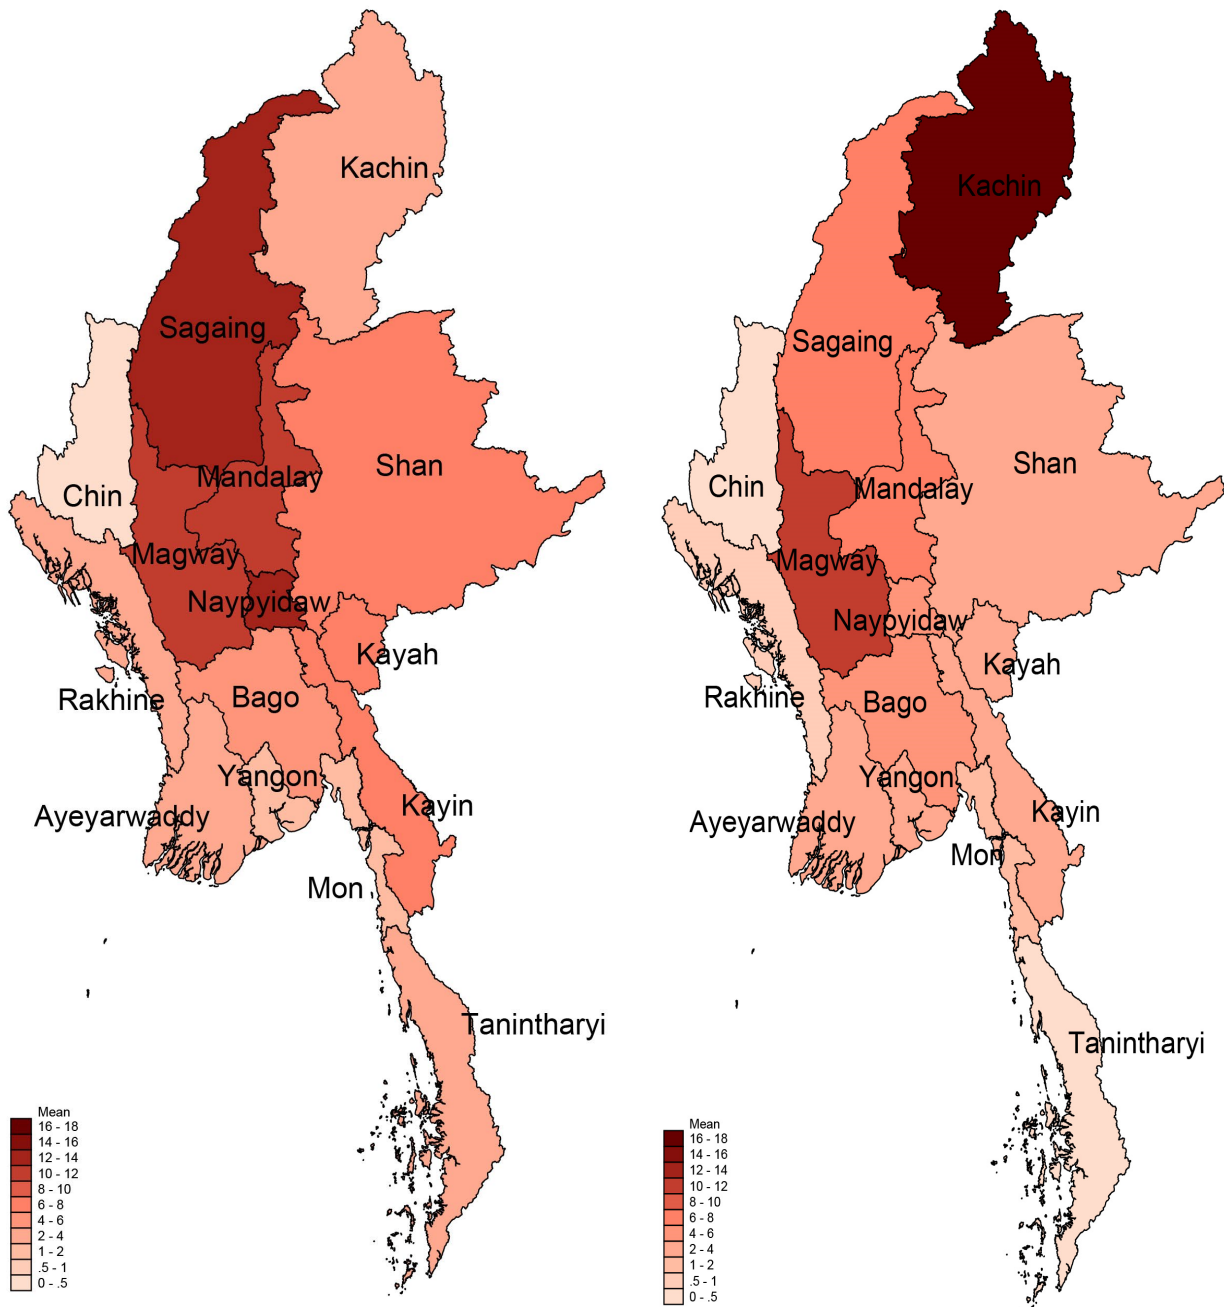 Kachin
Sagaing
Mandalay
Shan
Chin
Magway
Naypyidaw
Kayah
Rakhine
Bago
Yangon
Ayeyarwaddy
Kayin
Mon
Tanintharyi
Mean
16 - 18
14 - 16
12 - 14
10 - 12
8 - 10
6 - 8
4 - 6
2 - 4
1 - 2
.5 - 1
0 - .5
Kachin
Sagaing
Shan
Chin
Mandalay
Magway
Naypyidaw
Kayah
Rakhine
Bago
Yangon
Ayeyarwaddy
Kayin
Mon
Tanintharyi
Mean
16 - 18
14 - 16
12 - 14
10 - 12
8 - 10
6 - 8
4 - 6
2 - 4
1 - 2
.5 - 1
0 - .5